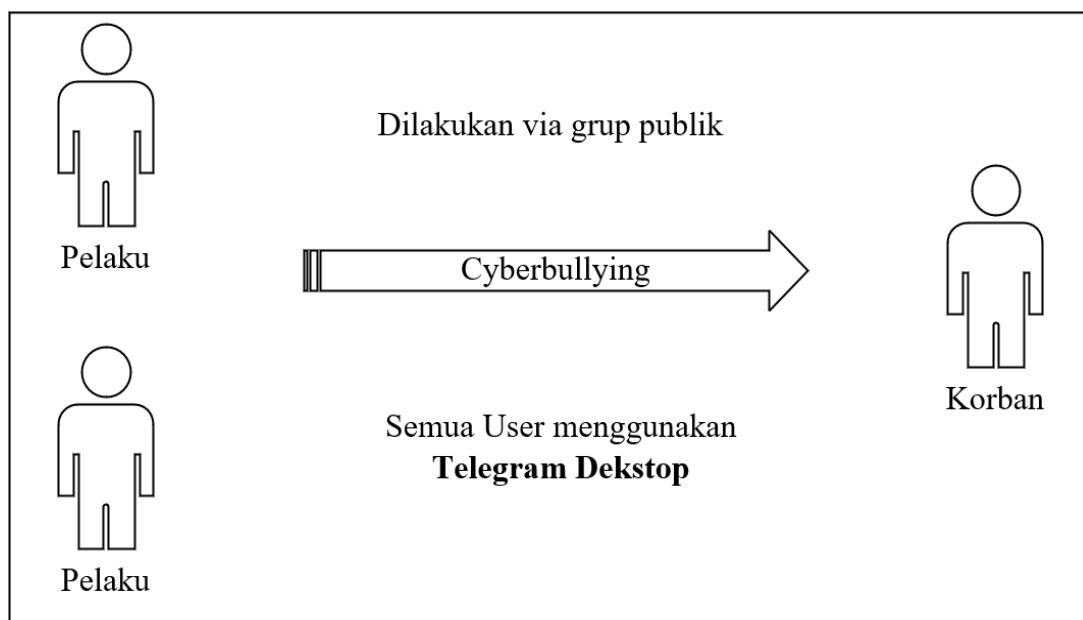 Dilakukan via grup publik
Pelaku
Cyberbullying
Korban
Semua User menggunakan
Telegram Dekstop
Pelaku